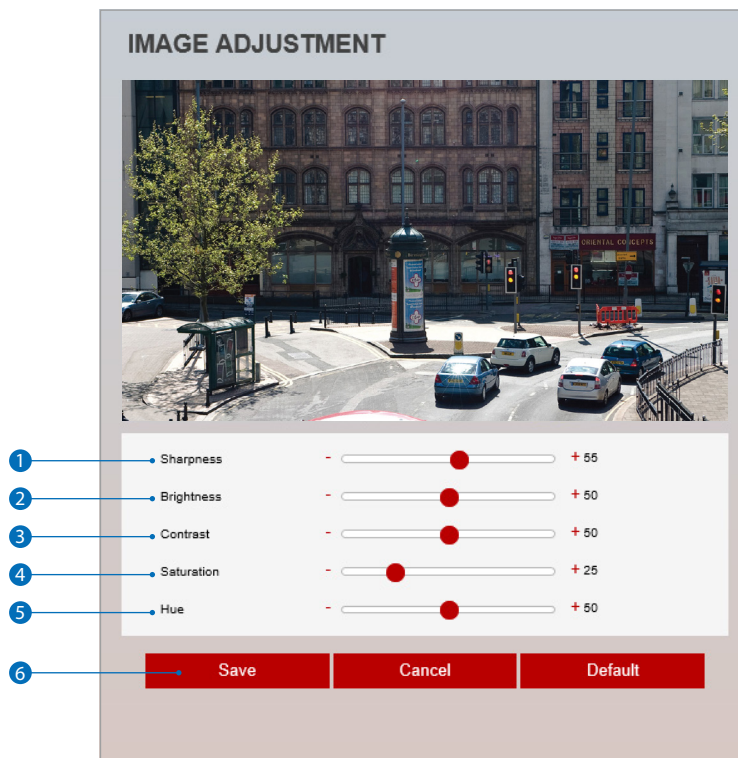 IMAGE ADJUSTMENT
ORIENTAL CONCEPTS
1 Sharpness - + 55
2 Brightness - + 50
3 Contrast - + 50
4 Saturation - + 25
5 Hue - + 50
6 Save Cancel Default